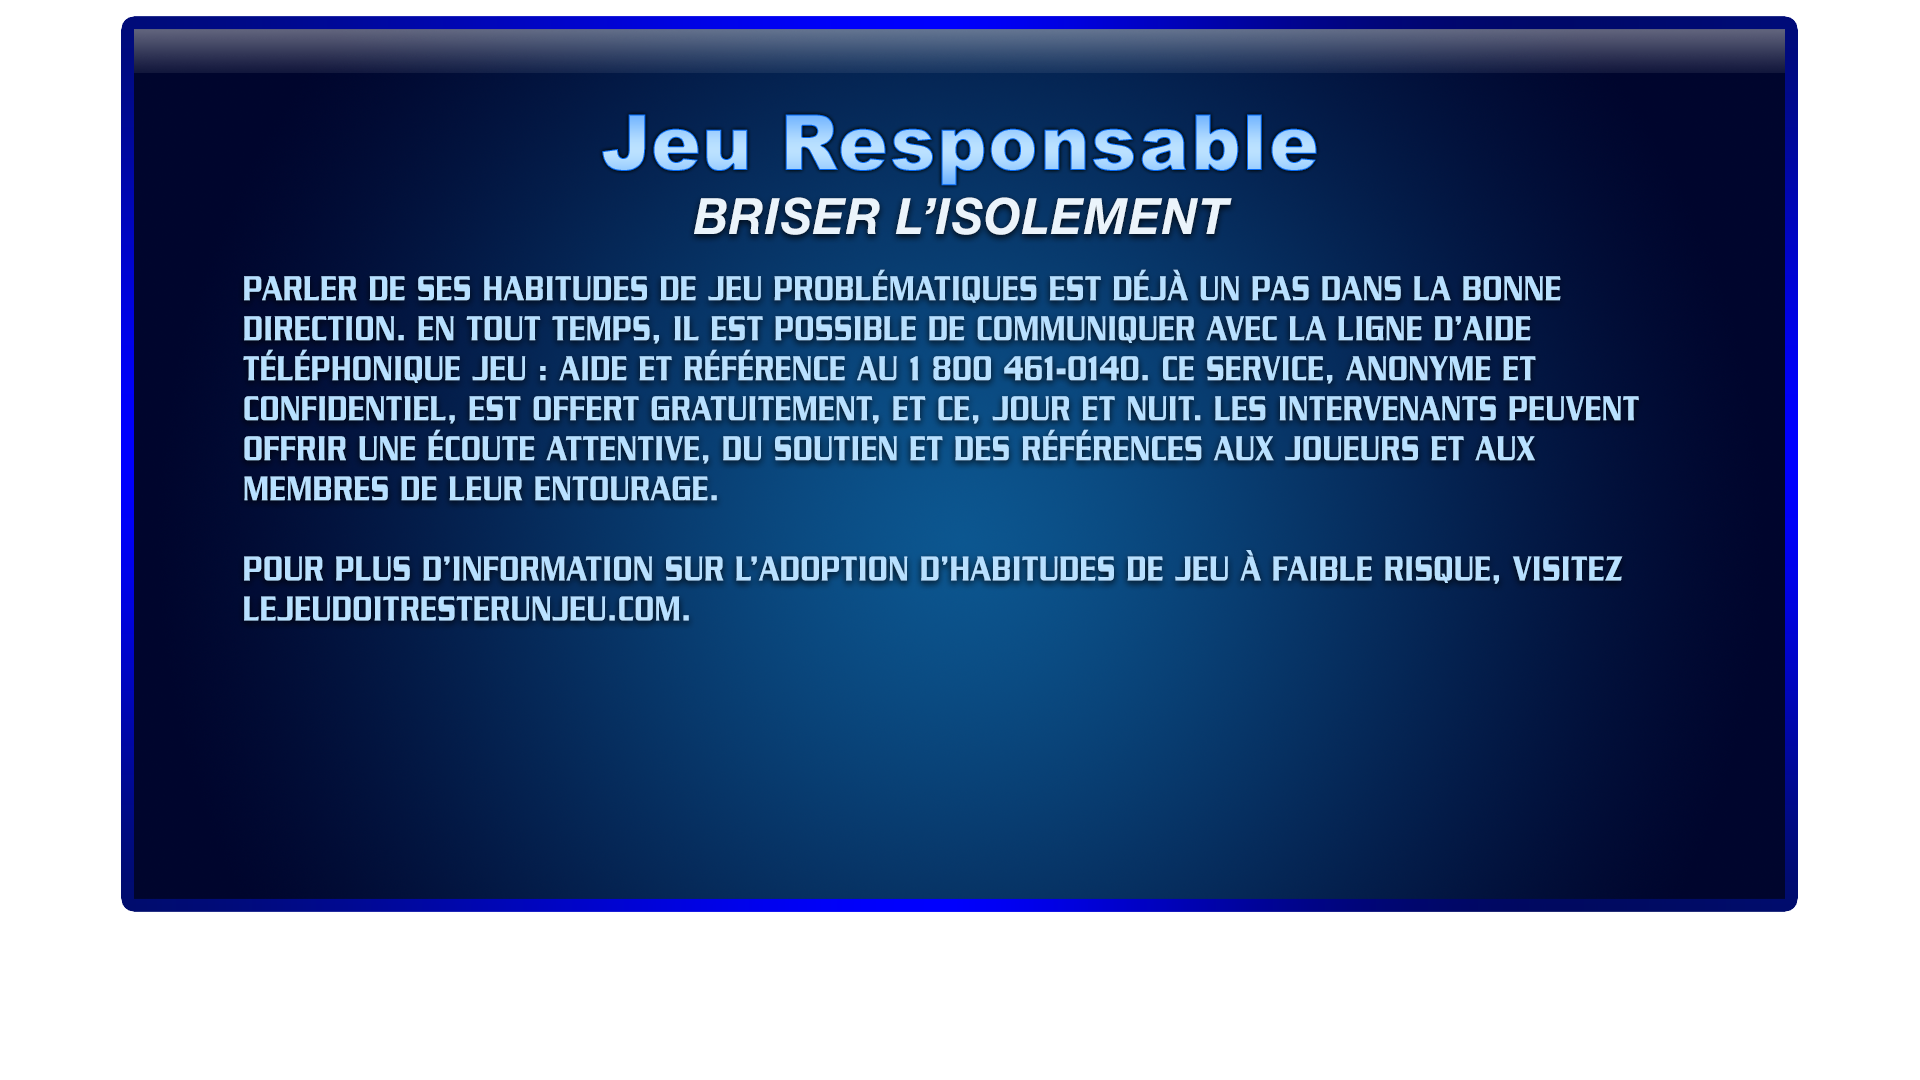 Jeu Responsable
BRISER L’ISOLEMENT
PARLER DE SES HABITUDES DE JEU PROBLÉMATIQUES EST DÉJÀ UN PAS DANS LA BONNE
DIRECTION. EN TOUT TEMPS, IL EST POSSIBLE DE COMMUNIQUER AVEC LA LIGNE D’AIDE
TÉLÉPHONIQUE JEU : AIDE ET RÉFÉRENCE AU 1 800 461-0140. CE SERVICE, ANONYME ET
CONFIDENTIEL, EST OFFERT GRATUITEMENT, ET CE, JOUR ET NUIT. LES INTERVENANTS PEUVENT
OFFRIR UNE ÉCOUTE ATTENTIVE, DU SOUTIEN ET DES RÉFÉRENCES AUX JOUEURS ET AUX
MEMBRES DE LEUR ENTOURAGE.
POUR PLUS D’INFORMATION SUR L’ADOPTION D’HABITUDES DE JEU À FAIBLE RISQUE, VISITEZ
LEJEUDOITRESTERUNJEU.COM.